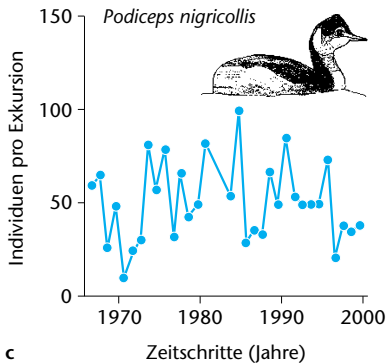 Podiceps nigricollis
150
100
50
0
Individuen pro Exkursion
1970 1980 1990 2000
c Zeitschritte (Jahre)